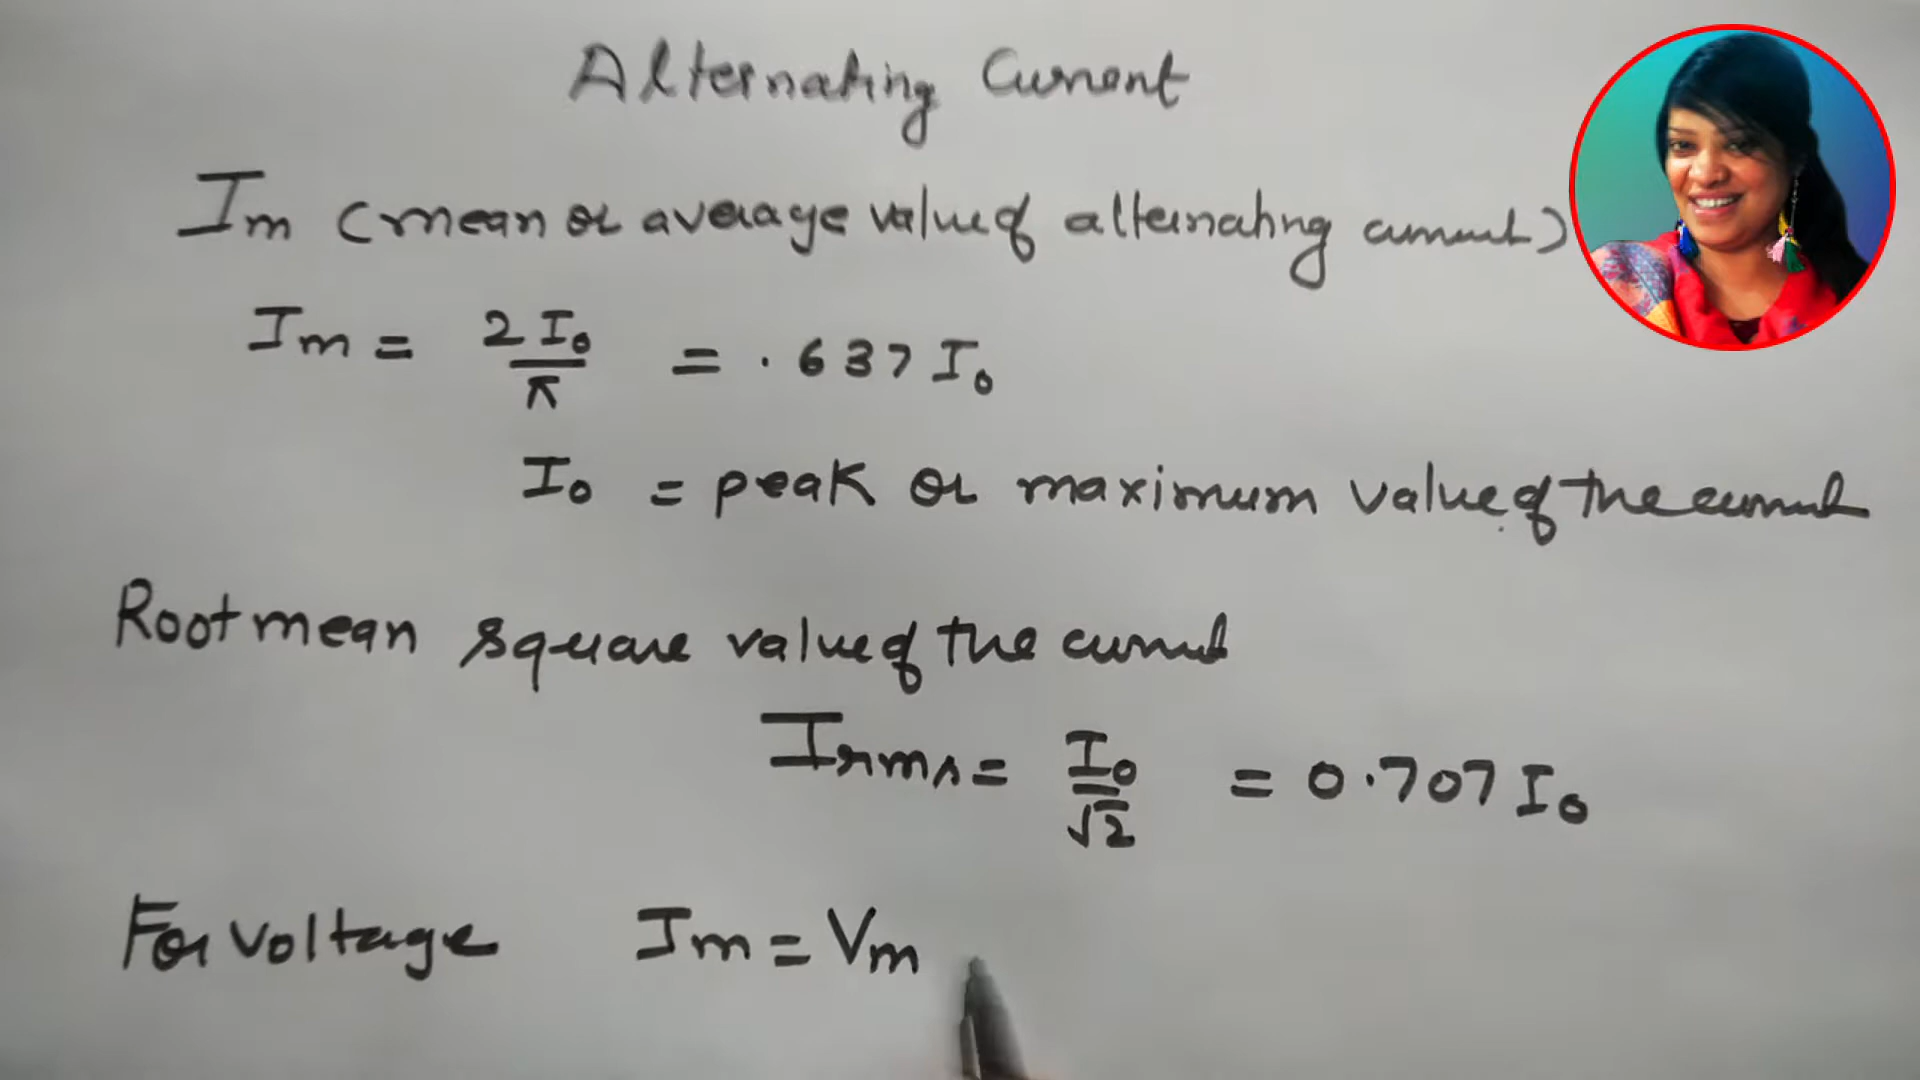 Alternating Current
Im (mean or average value of alternating current)
Im = 2 I0 / π = .637 I0
I0 = peak or maximum value of the current
Root mean square value of the current
Irms = I0 / √2 = 0.707 I0
For voltage Im = Vm